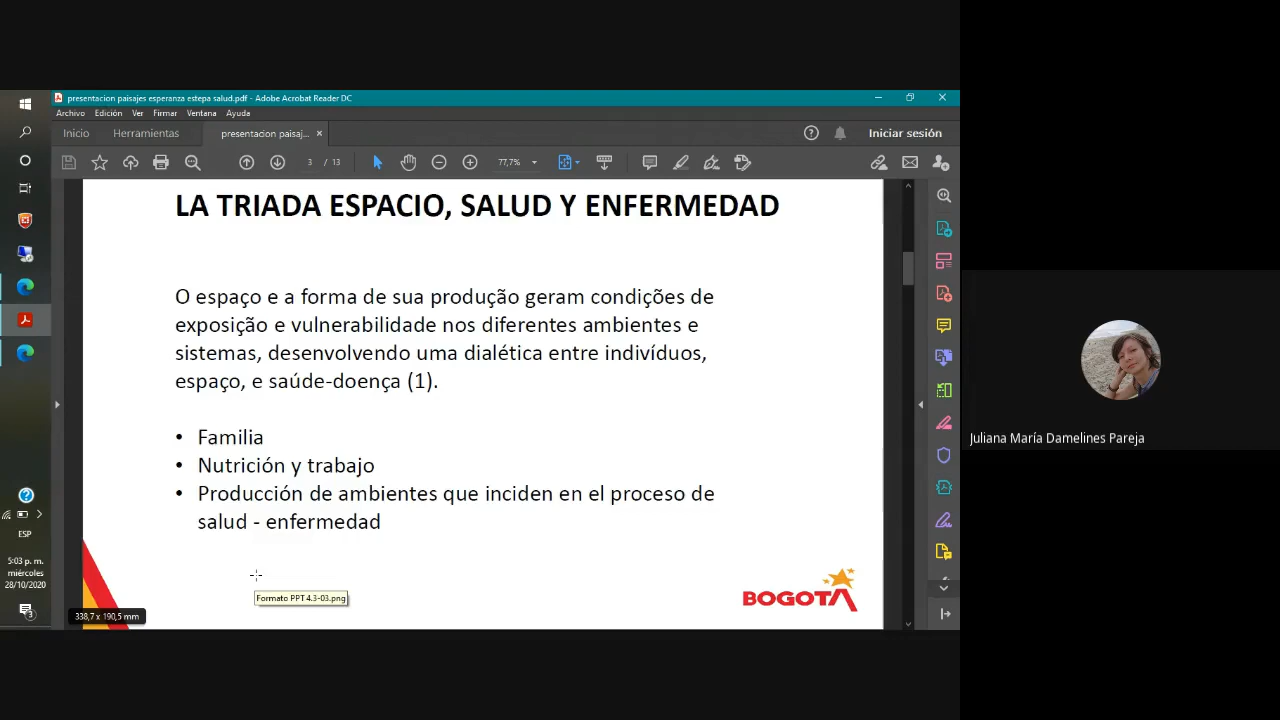 presentacion paisajes esperanza estepa salud.pdf - Adobe Acrobat Reader DC
Archivo Edición Ver Firmar Ventana Ayuda
Inicio Herramientas presentacion paisaj... × Iniciar sesión
3 / 13 77,7%
LA TRIADA ESPACIO, SALUD Y ENFERMEDAD
O espaço e a forma de sua produção geram condições de
exposição e vulnerabilidade nos diferentes ambientes e
sistemas, desenvolvendo uma dialética entre indivíduos,
espaço, e saúde-doença (1).
• Familia
• Nutrición y trabajo
• Producción de ambientes que inciden en el proceso de
salud - enfermedad
Formato PPT 4.3-03.png
BOGOTA
338,7 x 190,5 mm
ESP
5:03 p. m.
miércoles
28/10/2020
Juliana María Damelines Pareja